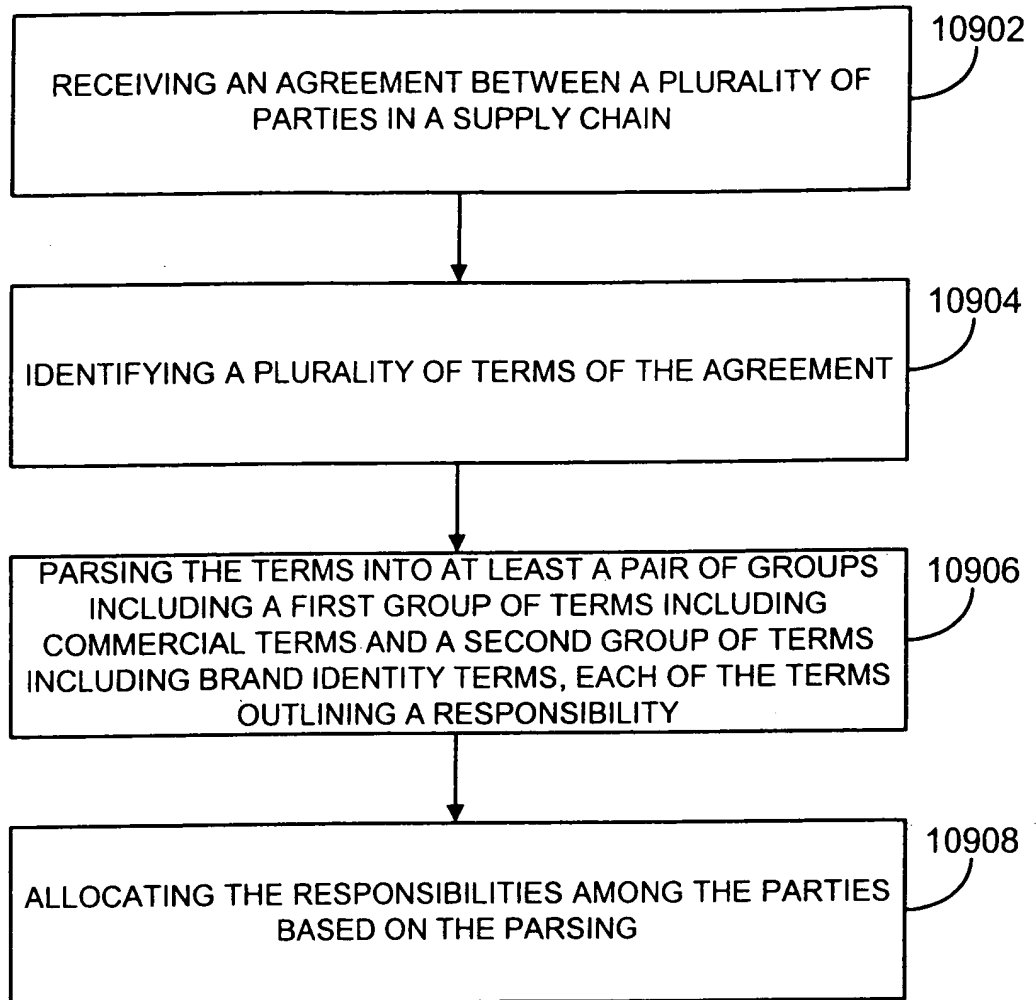 10902
RECEIVING AN AGREEMENT BETWEEN A PLURALITY OF
PARTIES IN A SUPPLY CHAIN
10904
IDENTIFYING A PLURALITY OF TERMS OF THE AGREEMENT
10906
PARSING THE TERMS INTO AT LEAST A PAIR OF GROUPS
INCLUDING A FIRST GROUP OF TERMS INCLUDING
COMMERCIAL TERMS AND A SECOND GROUP OF TERMS
INCLUDING BRAND IDENTITY TERMS, EACH OF THE TERMS
OUTLINING A RESPONSIBILITY
10908
ALLOCATING THE RESPONSIBILITIES AMONG THE PARTIES
BASED ON THE PARSING